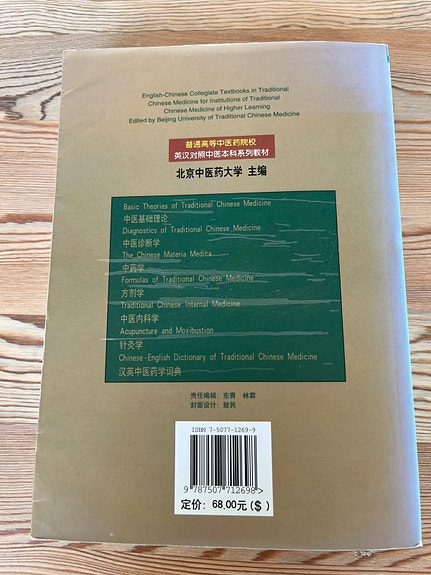 English-Chinese Collegiate Textbooks in Traditional
Chinese Medicine for Institutions of Traditional
Chinese Medicine of Higher Learning
Edited by Beijing University of Traditional Chinese Medicine
普通高等中医药院校
英汉对照中医本科系列教材
北京中医药大学 主编
Basic Theories of Traditional Chinese Medicine
中医基础理论
Diagnostics of Traditional Chinese Medicine
中医诊断学
The Chinese Materia Medica
中药学
Formulas of Traditional Chinese Medicine
方剂学
Traditional Chinese Internal Medicine
中医内科学
Acupuncture and Moxibustion
针灸学
Chinese-English Dictionary of Traditional Chinese Medicine
汉英中医药学词典
责任编辑：东青 林霖
封面设计：敖民
ISBN 7-5077-1269-9
9 787507 712698 >
定价：68.00元($)